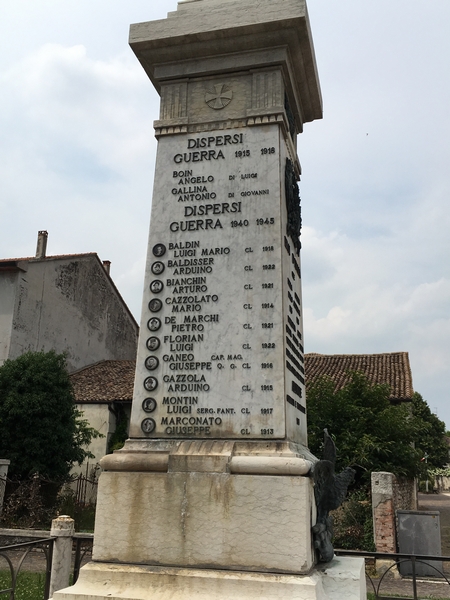 DISPERSI
GUERRA 1915 1918
BOIN
ANGELO DI LUIGI
GALLINA
ANTONIO DI GIOVANNI
DISPERSI
GUERRA 1940 1945
BALDIN
LUIGI MARIO CL 1918
BALDISSER
ARDUINO CL 1922
BIANCHIN
ARTURO CL 1921
CAZZOLATO
MARIO CL 1914
DE MARCHI
PIETRO CL 1921
FLORIAN
LUIGI CL 1922
GANEO CAP. MAG.
GIUSEPPE Q. G. CL 1916
GAZZOLA
ARDUINO CL 1915
MONTIN
LUIGI SERG. FANT. CL 1917
MARCONATO
GIUSEPPE CL 1913